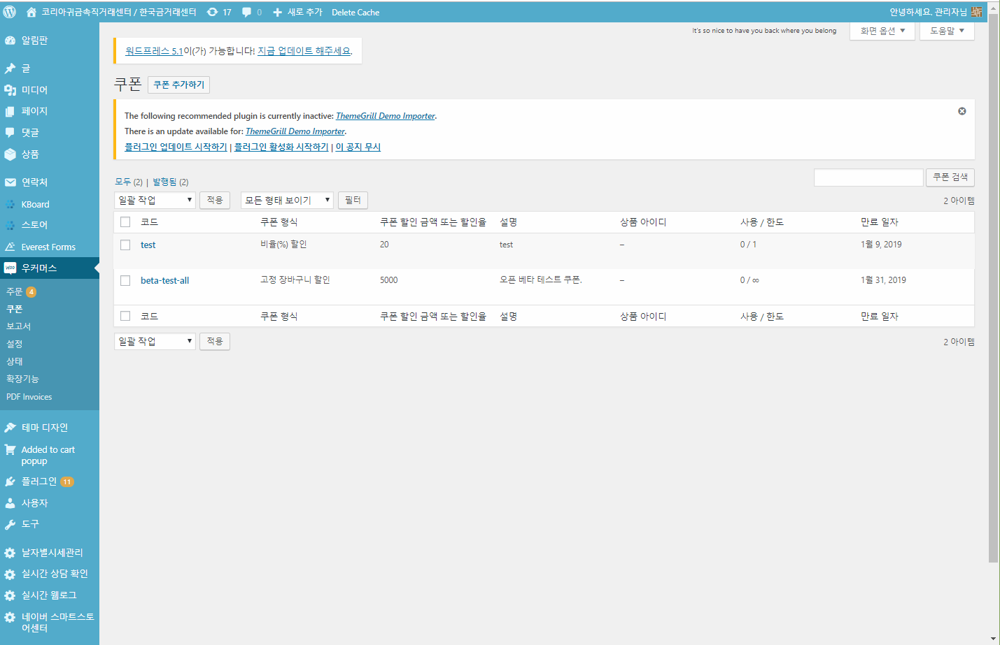 코리아귀금속직거래센터 / 한국금거래센터 17 0 새로 추가 Delete Cache 안녕하세요. 관리자님
It's so nice to have you back where you belong 화면 옵션 ▼ 도움말 ▼
알림판
글
미디어
페이지
댓글
상품
연락처
KBoard
스토어
Everest Forms
우커머스
주문 4
쿠폰
보고서
설정
상태
확장기능
PDF Invoices
테마 디자인
Added to cart
popup
플러그인 11
사용자
도구
날자별시세관리
실시간 상담 확인
실시간 웹로그
네이버 스마트스토
어센터
워드프레스 5.1이(가) 가능합니다! 지금 업데이트 해주세요.
쿠폰 쿠폰 추가하기
The following recommended plugin is currently inactive: ThemeGrill Demo Importer.
There is an update available for: ThemeGrill Demo Importer.
플러그인 업데이트 시작하기 | 플러그인 활성화 시작하기 | 이 공지 무시
모두 (2) | 발행됨 (2) 쿠폰 검색
일괄 작업 ▼ 적용 모든 형태 보이기 ▼ 필터 2 아이템
코드 쿠폰 형식 쿠폰 할인 금액 또는 할인율 설명 상품 아이디 사용 / 한도 만료 일자
test 비율(%) 할인 20 test – 0 / 1 1월 9, 2019
beta-test-all 고정 장바구니 할인 5000 오픈 베타 테스트 쿠폰. – 0 / ∞ 1월 31, 2019
코드 쿠폰 형식 쿠폰 할인 금액 또는 할인율 설명 상품 아이디 사용 / 한도 만료 일자
일괄 작업 ▼ 적용 2 아이템